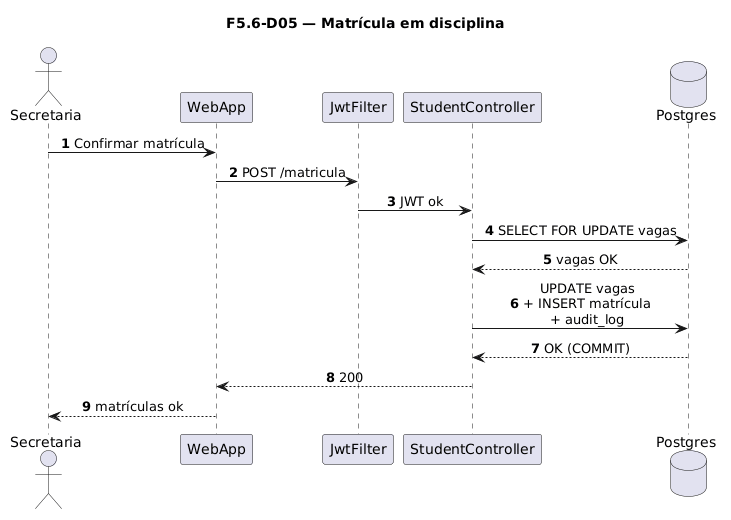 F5.6-D05 — Matrícula em disciplina
Secretaria
WebApp
JwtFilter
StudentController
Postgres
1 Confirmar matrícula
2 POST /matricula
3 JWT ok
4 SELECT FOR UPDATE vagas
5 vagas OK
UPDATE vagas
6 + INSERT matrícula
+ audit_log
7 OK (COMMIT)
8 200
9 matrículas ok
Secretaria
WebApp
JwtFilter
StudentController
Postgres